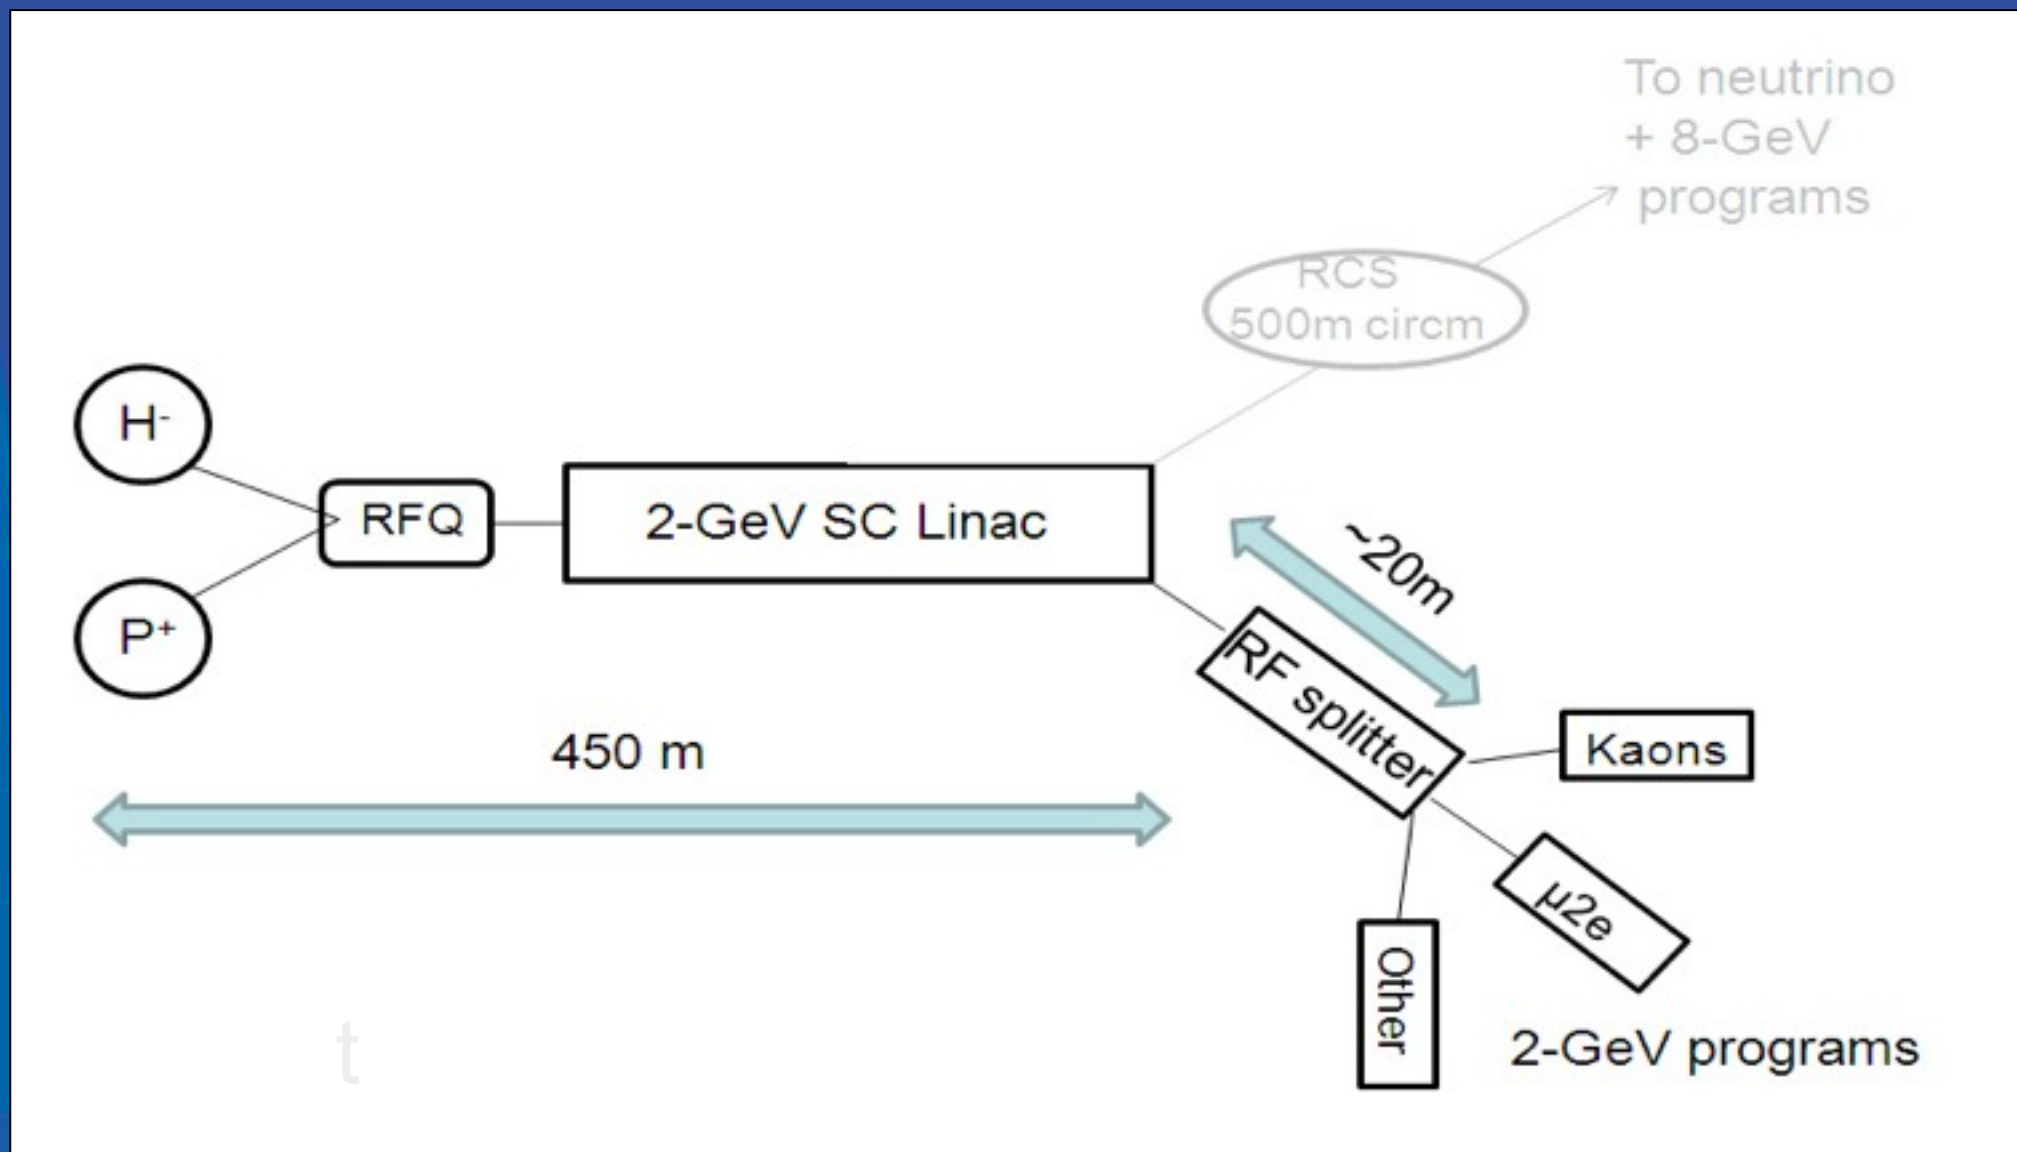 To neutrino
+ 8-GeV
programs
RCS
500m circm
H-
RFQ
2-GeV SC Linac
~20m
P+
RF splitter
450 m
Kaons
µ2e
Other
2-GeV programs
t